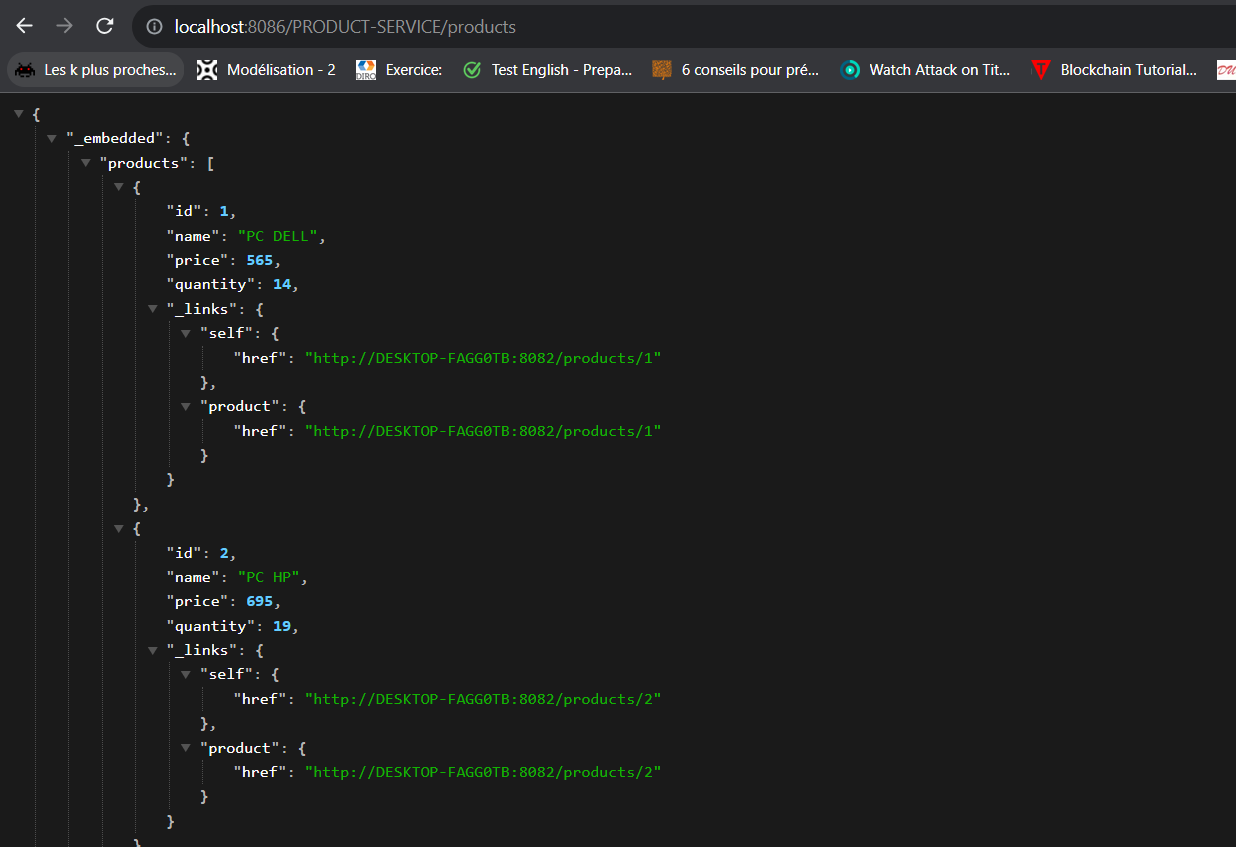 localhost:8086/PRODUCT-SERVICE/products
Les k plus proches... Modélisation - 2 DIRO Exercice: Test English - Prepa... 6 conseils pour pré... Watch Attack on Tit... Blockchain Tutorial...
{
"_embedded": {
"products": [
{
"id": 1,
"name": "PC DELL",
"price": 565,
"quantity": 14,
"_links": {
"self": {
"href": "http://DESKTOP-FAGG0TB:8082/products/1"
},
"product": {
"href": "http://DESKTOP-FAGG0TB:8082/products/1"
}
}
},
{
"id": 2,
"name": "PC HP",
"price": 695,
"quantity": 19,
"_links": {
"self": {
"href": "http://DESKTOP-FAGG0TB:8082/products/2"
},
"product": {
"href": "http://DESKTOP-FAGG0TB:8082/products/2"
}
}
}